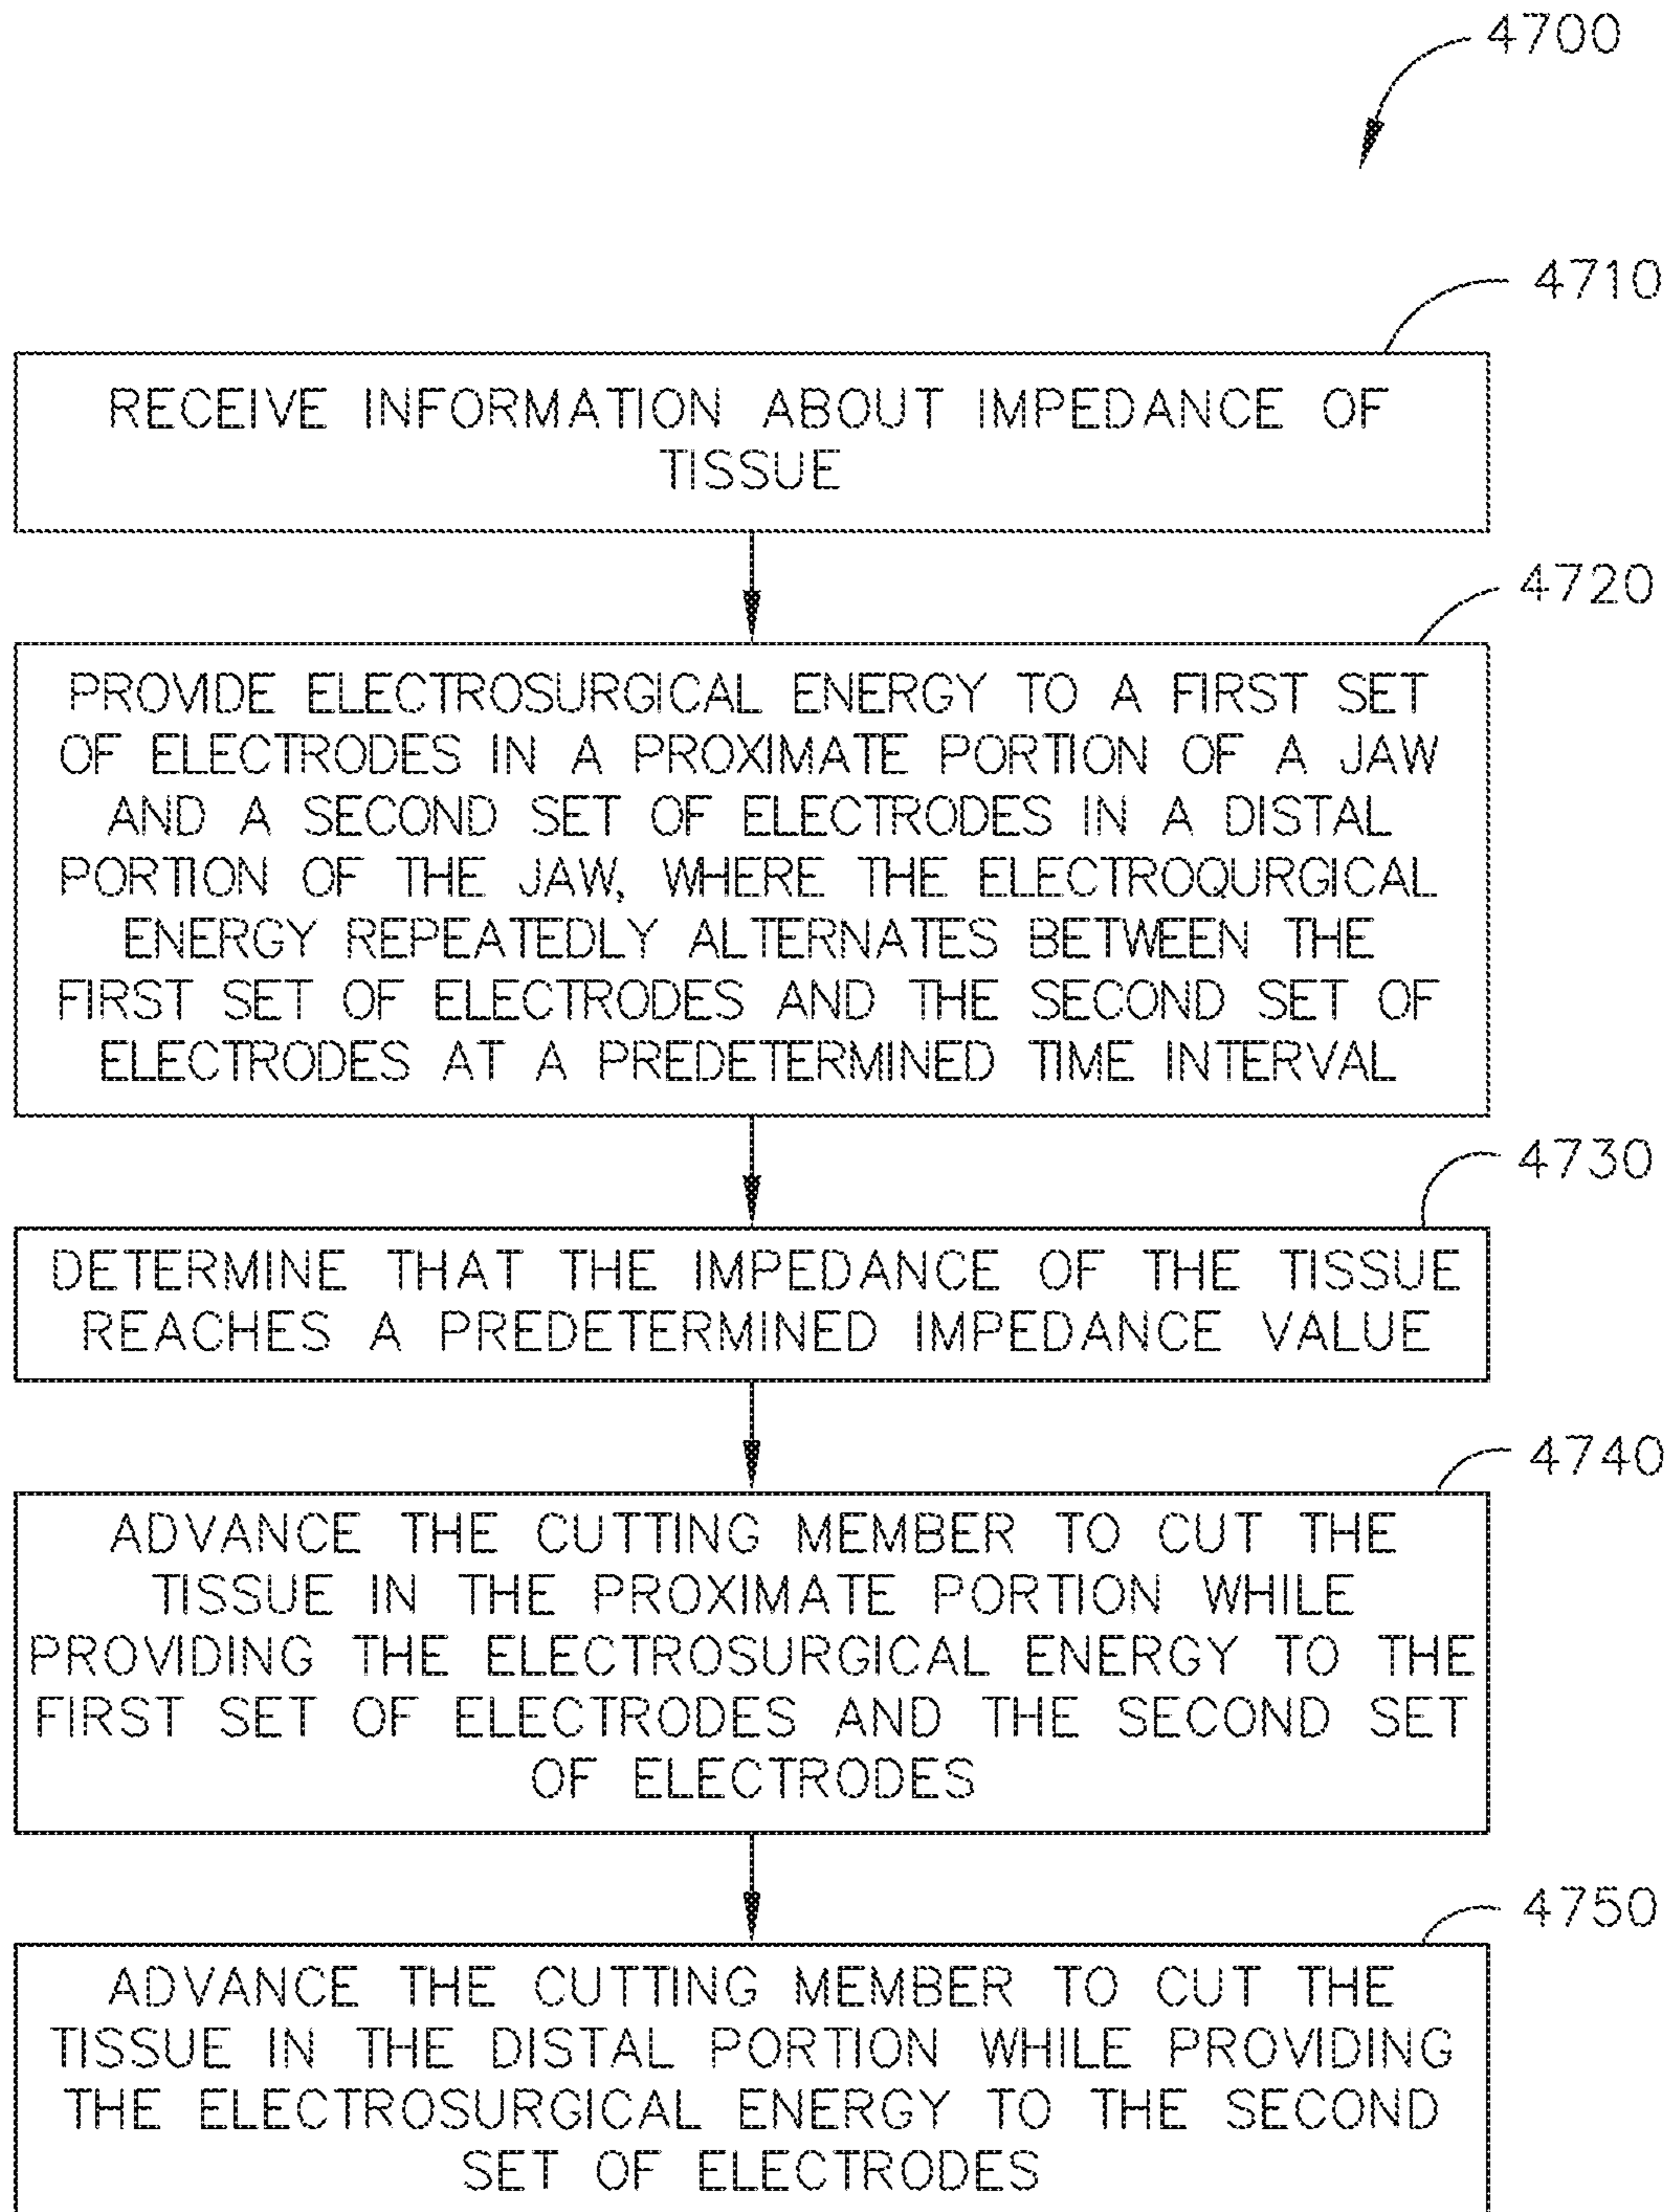 4700
4710
RECEIVE INFORMATION ABOUT IMPEDANCE OF
TISSUE
4720
PROVIDE ELECTROSURGICAL ENERGY TO A FIRST SET
OF ELECTRODES IN A PROXIMATE PORTION OF A JAW
AND A SECOND SET OF ELECTRODES IN A DISTAL
PORTION OF THE JAW, WHERE THE ELECTROQURGICAL
ENERGY REPEATEDLY ALTERNATES BETWEEN THE
FIRST SET OF ELECTRODES AND THE SECOND SET OF
ELECTRODES AT A PREDETERMINED TIME INTERVAL
4730
DETERMINE THAT THE IMPEDANCE OF THE TISSUE
REACHES A PREDETERMINED IMPEDANCE VALUE
4740
ADVANCE THE CUTTING MEMBER TO CUT THE
TISSUE IN THE PROXIMATE PORTION WHILE
PROVIDING THE ELECTROSURGICAL ENERGY TO THE
FIRST SET OF ELECTRODES AND THE SECOND SET
OF ELECTRODES
4750
ADVANCE THE CUTTING MEMBER TO CUT THE
TISSUE IN THE DISTAL PORTION WHILE PROVIDING
THE ELECTROSURGICAL ENERGY TO THE SECOND
SET OF ELECTRODES